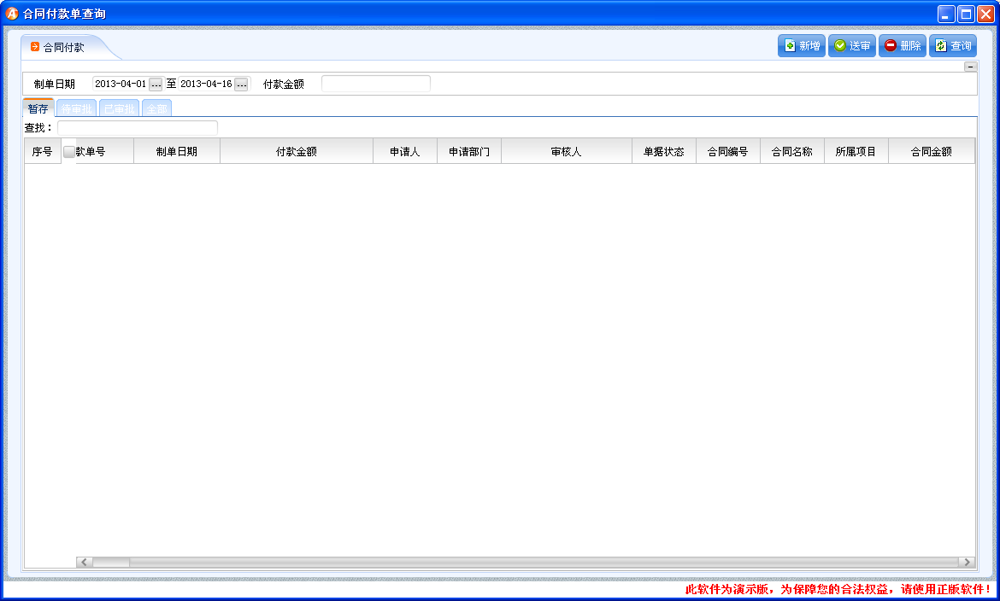 合同付款单查询
合同付款
新增 送审 删除 查询
制单日期 2013-04-01 ... 至 2013-04-16 ... 付款金额
暂存 待审批 已审批 全部
查找：
序号 款单号 制单日期 付款金额 申请人 申请部门 审核人 单据状态 合同编号 合同名称 所属项目 合同金额
此软件为演示版，为保障您的合法权益，请使用正版软件！